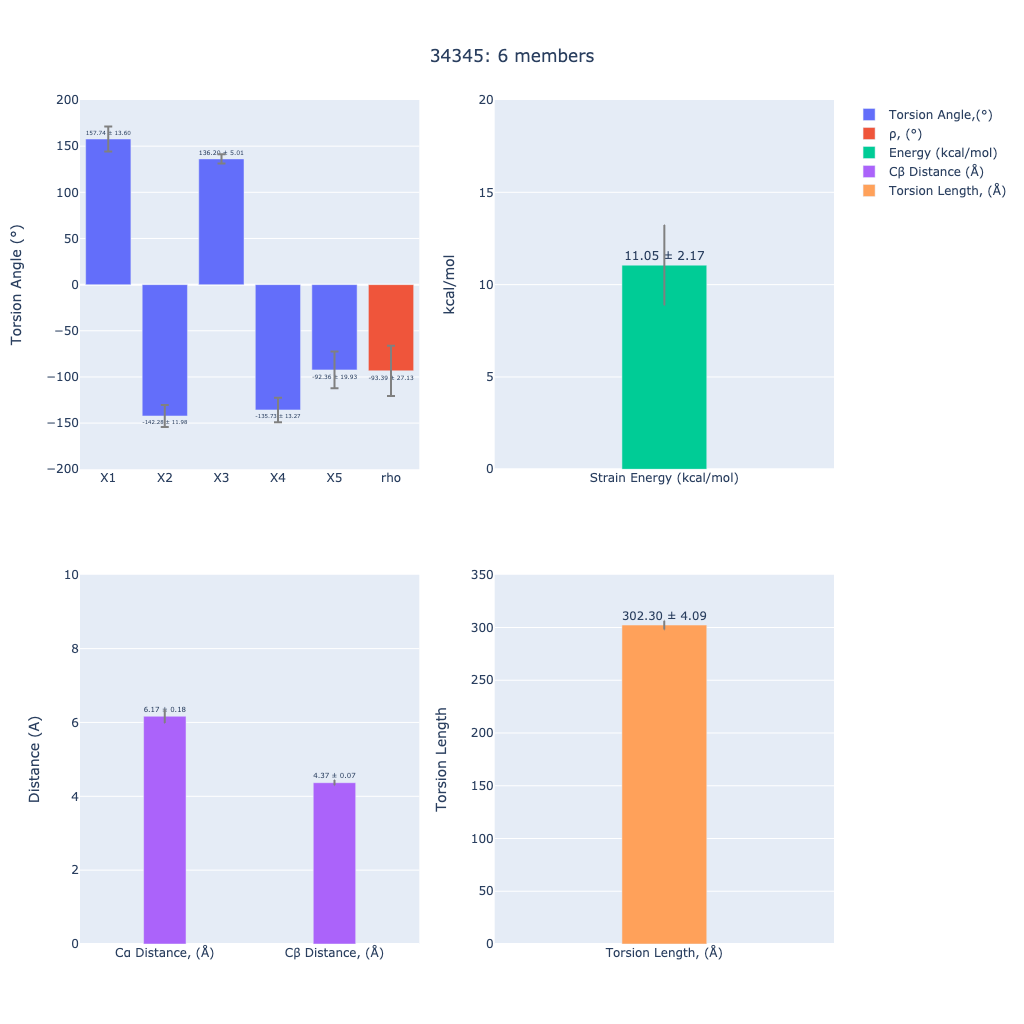 34345: 6 members
Torsion Angle (°)
200
150
100
50
0
−50
−100
−150
−200
157.74 ± 13.60
-142.28 ± 11.98
136.20 ± 5.01
-135.73 ± 13.27
-92.36 ± 19.93
-93.39 ± 27.13
X1 X2 X3 X4 X5 rho
kcal/mol
20
15
10
5
0
11.05 ± 2.17
Strain Energy (kcal/mol)
Torsion Angle,(°)
ρ, (°)
Energy (kcal/mol)
Cβ Distance (Å)
Torsion Length, (Å)
Distance (A)
10
8
6
4
2
0
6.17 ± 0.18
4.37 ± 0.07
Cα Distance, (Å) Cβ Distance, (Å)
Torsion Length
350
300
250
200
150
100
50
0
302.30 ± 4.09
Torsion Length, (Å)